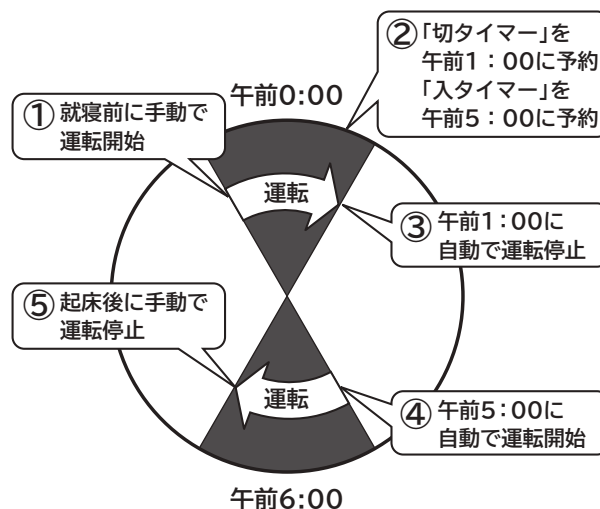 午前0:00
① 就寝前に手動で
運転開始
② 「切タイマー」を
午前1：00に予約
「入タイマー」を
午前5：00に予約
運転
③ 午前1：00に
自動で運転停止
④ 午前5：00に
自動で運転開始
運転
⑤ 起床後に手動で
運転停止
午前6:00